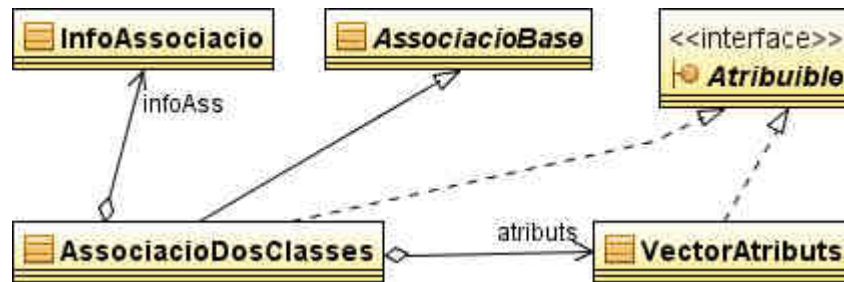 InfoAssociacio
AssociacioBase
<<interface>>
Atribuible
infoAss
AssociacioDosClasses
atributs
VectorAtributs